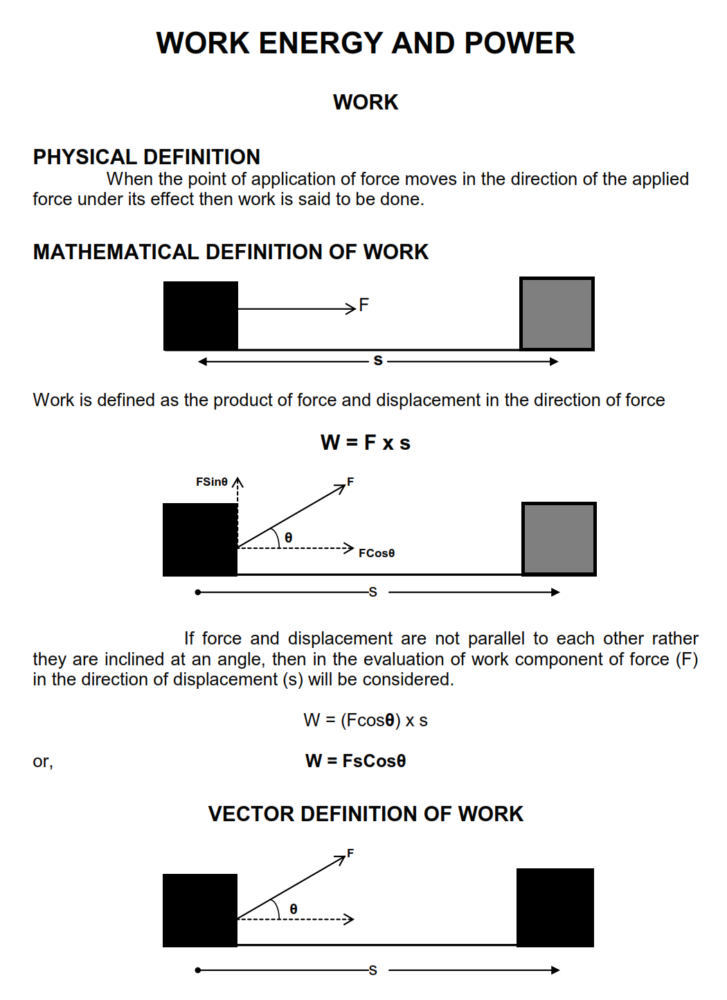 WORK ENERGY AND POWER
WORK
PHYSICAL DEFINITION
When the point of application of force moves in the direction of the applied
force under its effect then work is said to be done.
MATHEMATICAL DEFINITION OF WORK
F
s
Work is defined as the product of force and displacement in the direction of force
W = F x s
FSinθ
F
θ
FCosθ
S
If force and displacement are not parallel to each other rather
they are inclined at an angle, then in the evaluation of work component of force (F)
in the direction of displacement (s) will be considered.
W = (Fcosθ) x s
or, W = FsCosθ
VECTOR DEFINITION OF WORK
F
θ
S